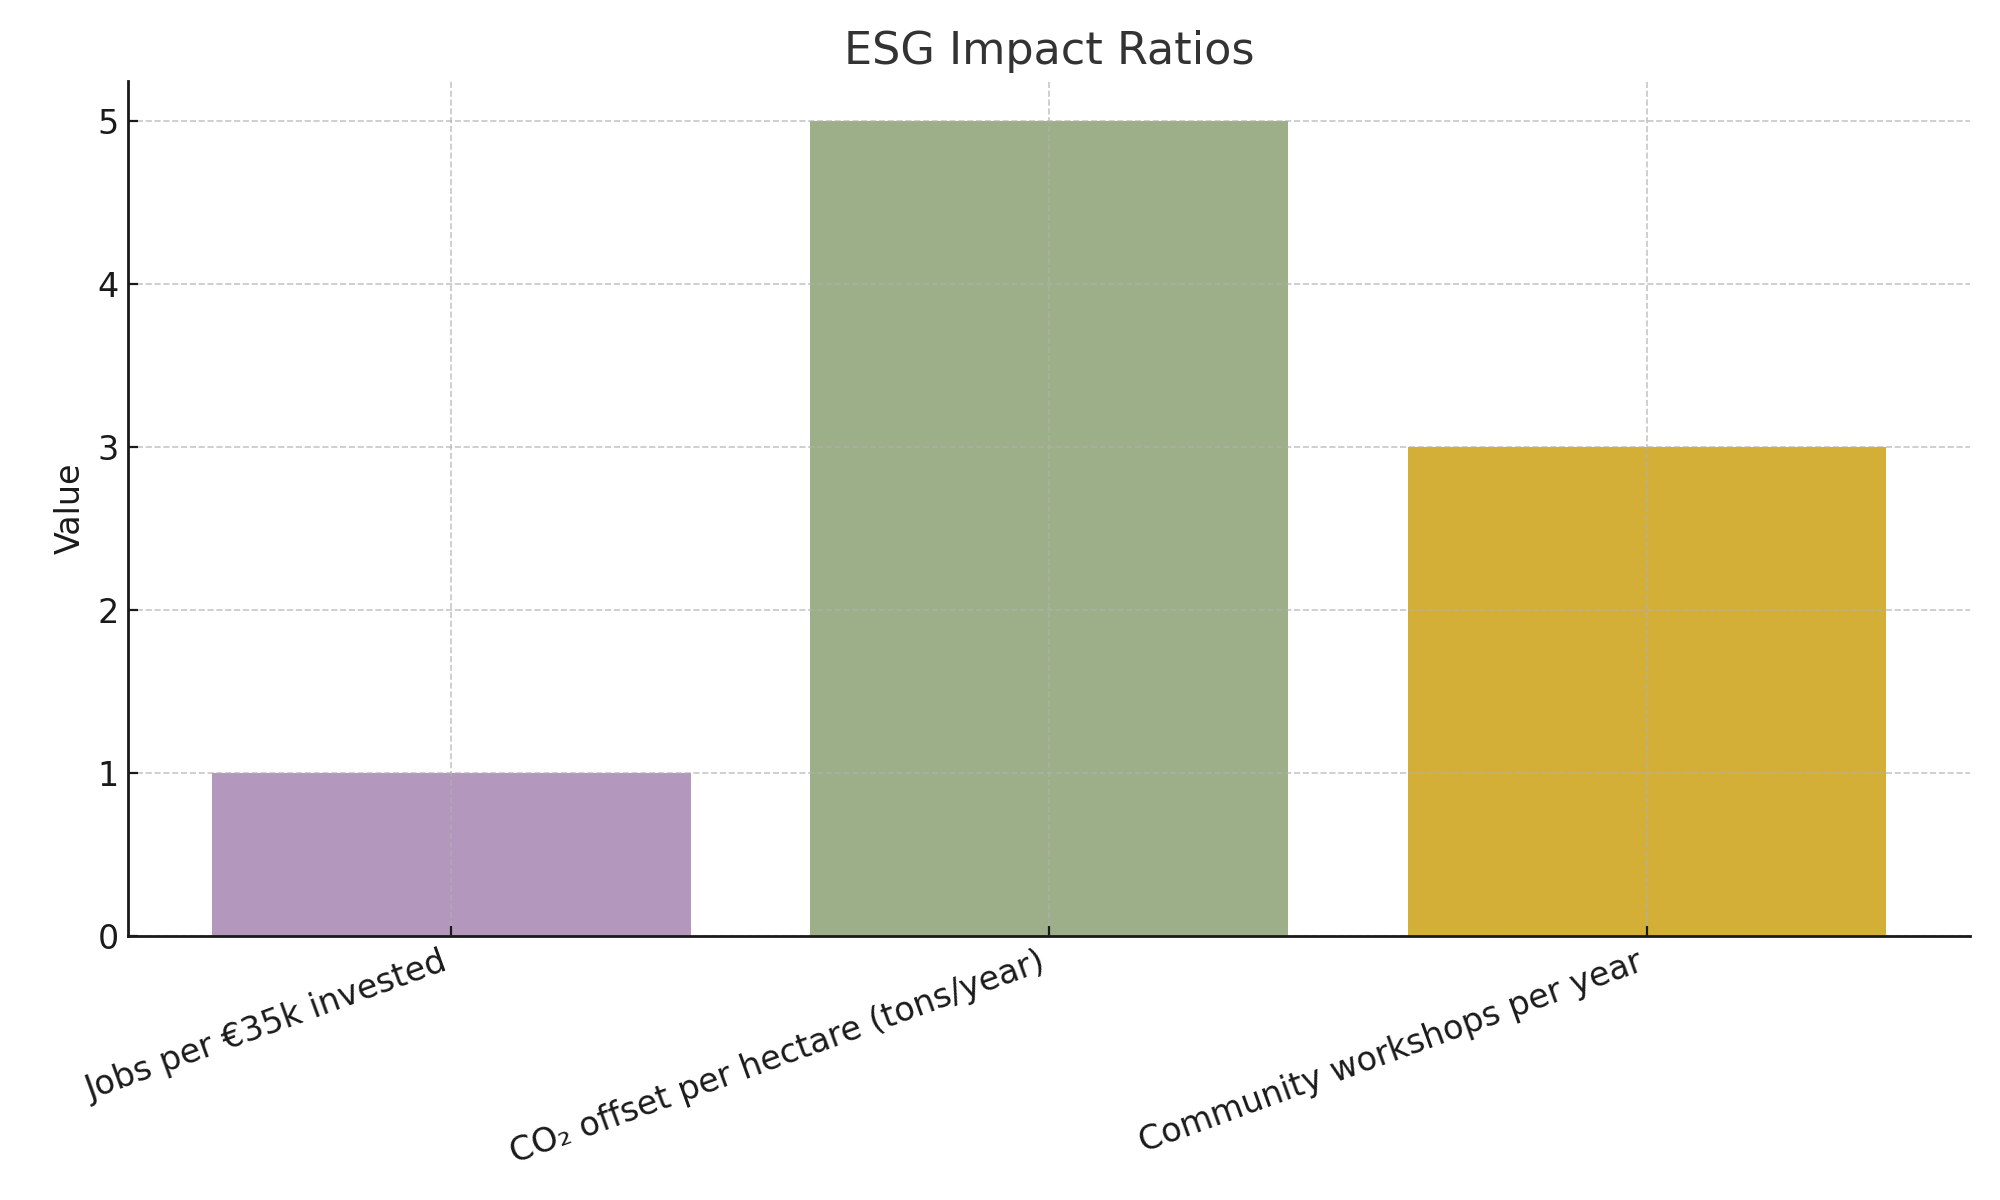 ESG Impact Ratios
Value
5
4
3
2
1
0
Jobs per €35k invested
CO₂ offset per hectare (tons/year)
Community workshops per year